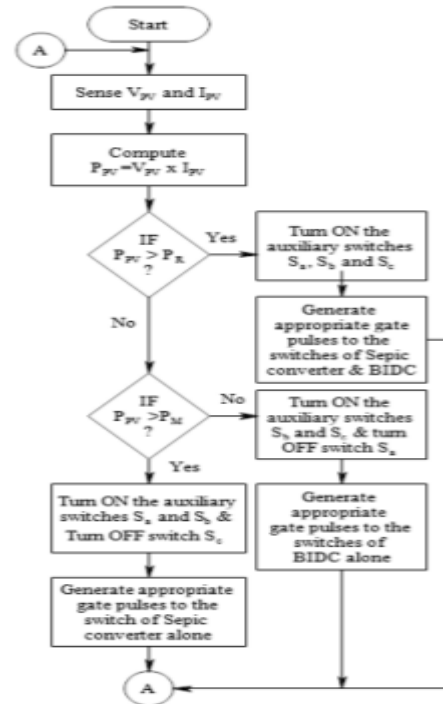 Start
A
Sense V_PV and I_PV
Compute
P_PV=V_PV x I_PV
IF
P_PV > P_R
?
Yes
No
Turn ON the
auxiliary switches
S_a, S_b and S_c
Generate
appropriate gate
pulses to the
switches of Sepic
converter & BIDC
IF
P_PV >P_M
?
No
Yes
Turn ON the
auxiliary switches
S_b and S_c & turn
OFF switch S_a
Generate
appropriate
gate pulses to the
switches of
BIDC alone
Turn ON the auxiliary
switches S_a and S_b &
Turn OFF switch S_c
Generate appropriate
gate pulses to the
switch of Sepic
converter alone
A